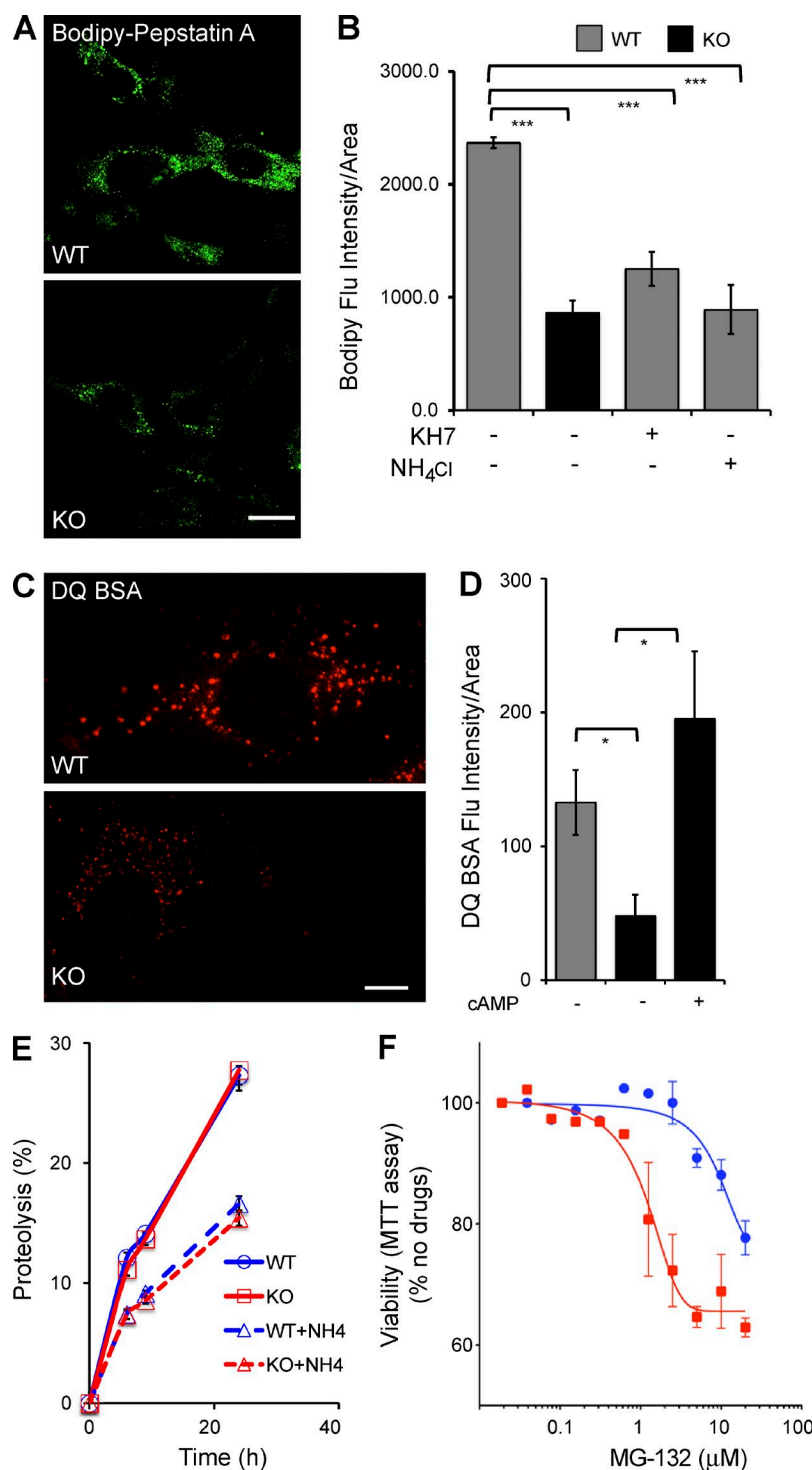 A
Bodipy-Pepstatin A
WT
KO
B
WT KO
3000.0
2000.0
1000.0
0.0
Bodipy Flu Intensity/Area
***
***
***
KH7 - - + -
NH4Cl - - - +
C
DQ BSA
WT
KO
D
300
200
100
0
DQ BSA Flu Intensity/Area
*
*
cAMP - - +
E
30
20
10
0
Proteolysis (%)
0 20 40
Time (h)
WT
KO
WT+NH4
KO+NH4
F
100
80
60
Viability (MTT assay)
(% no drugs)
0.1 1 10 100
MG-132 (μM)